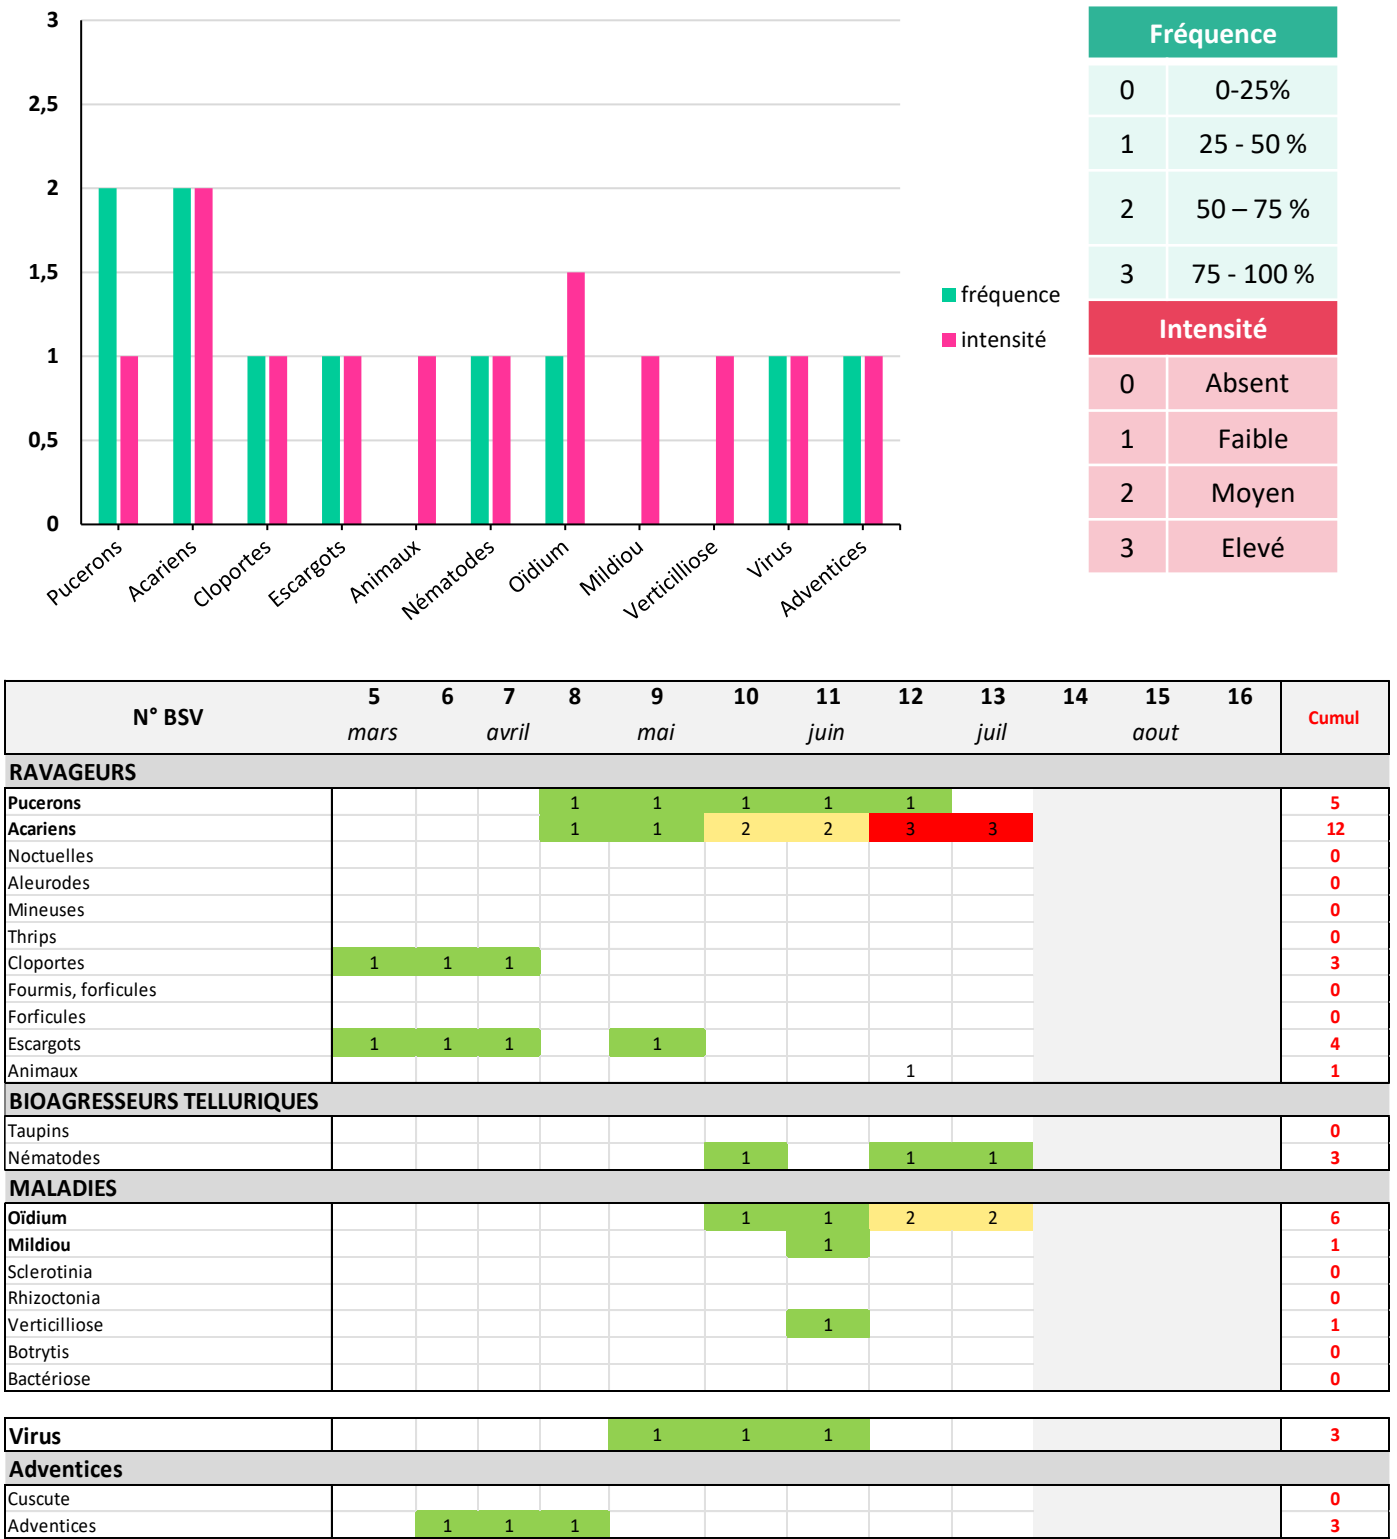 3
2,5
2
1,5
1
0,5
0
Pucerons
Acariens
Cloportes
Escargots
Animaux
Nématodes
Oïdium
Mildiou
Verticilliose
Virus
Adventices
fréquence
intensité
Fréquence
0 0-25%
1 25 - 50 %
2 50 – 75 %
3 75 - 100 %
Intensité
0 Absent
1 Faible
2 Moyen
3 Elevé
N° BSV 5 6 7 8 9 10 11 12 13 14 15 16 Cumul
mars avril mai juin juil aout
RAVAGEURS
Pucerons 1 1 1 1 1 5
Acariens 1 1 2 2 3 3 12
Noctuelles 0
Aleurodes 0
Mineuses 0
Thrips 0
Cloportes 1 1 1 3
Fourmis, forficules 0
Forficules 0
Escargots 1 1 1 1 4
Animaux 1 1
BIOAGRESSEURS TELLURIQUES
Taupins 0
Nématodes 1 1 1 3
MALADIES
Oïdium 1 1 2 2 6
Mildiou 1 1
Sclerotinia 0
Rhizoctonia 0
Verticilliose 1 1
Botrytis 0
Bactériose 0
Virus 1 1 1 3
Adventices
Cuscute 0
Adventices 1 1 1 3